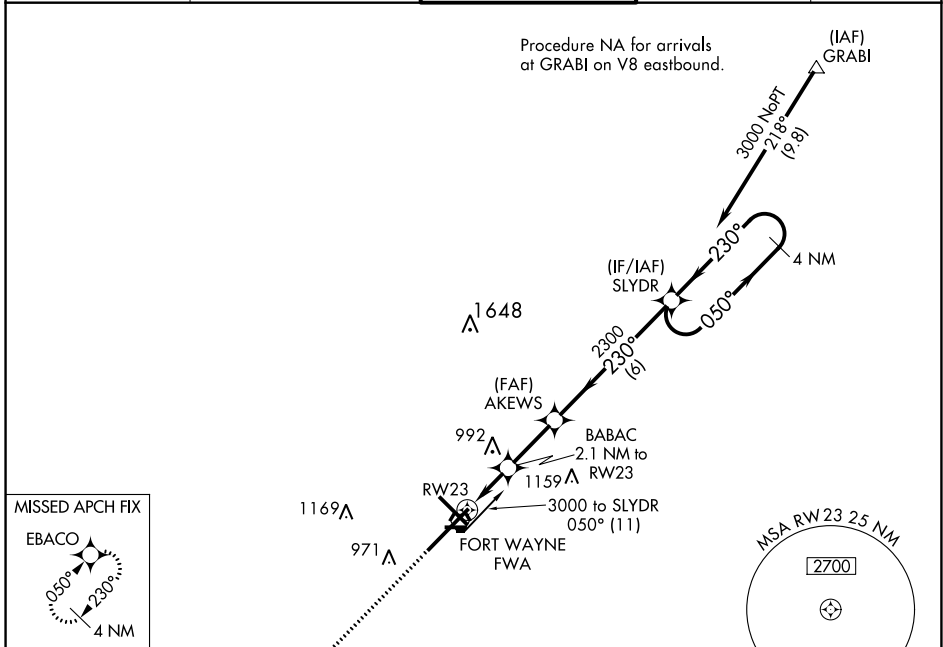 Procedure NA for arrivals
at GRABI on V8 eastbound.
(IAF)
GRABI
3000 NoPT
218°
(9.8)
230°
4 NM
050°
(IF/IAF)
SLYDR
1648
2300
230°
(6)
(FAF)
AKEWS
992
BABAC
2.1 NM to
RW23
1159
RW23
3000 to SLYDR
050° (11)
1169
971
FORT WAYNE
FWA
MISSED APCH FIX
EBACO
050°
230°
4 NM
MSA RW23 25 NM
2700